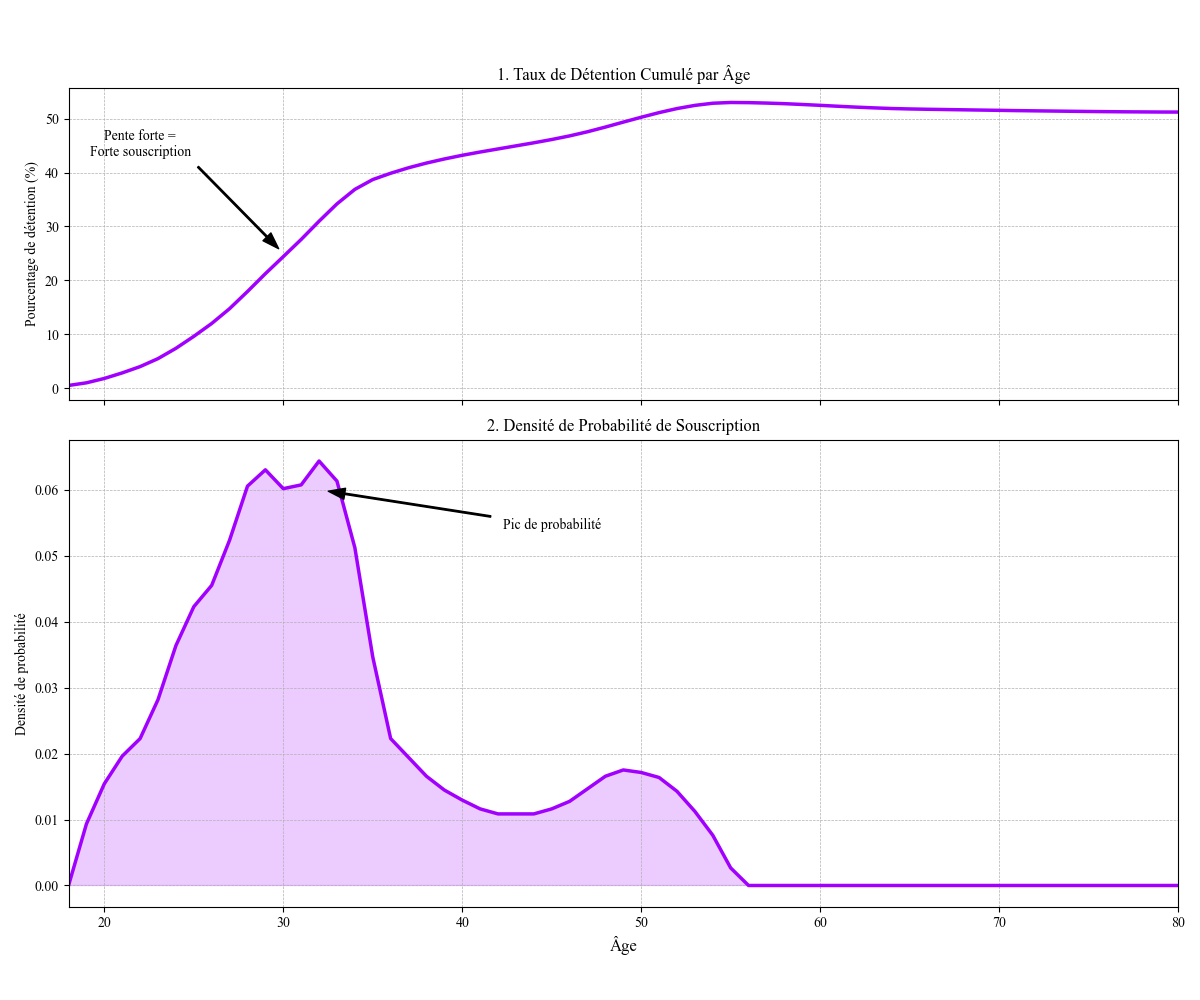 1. Taux de Détention Cumulé par Âge
Pourcentage de détention (%)
50
40
30
20
10
0
Pente forte =
Forte souscription
2. Densité de Probabilité de Souscription
Densité de probabilité
0.06
0.05
0.04
0.03
0.02
0.01
0.00
Pic de probabilité
20 30 40 50 60 70 80
Âge